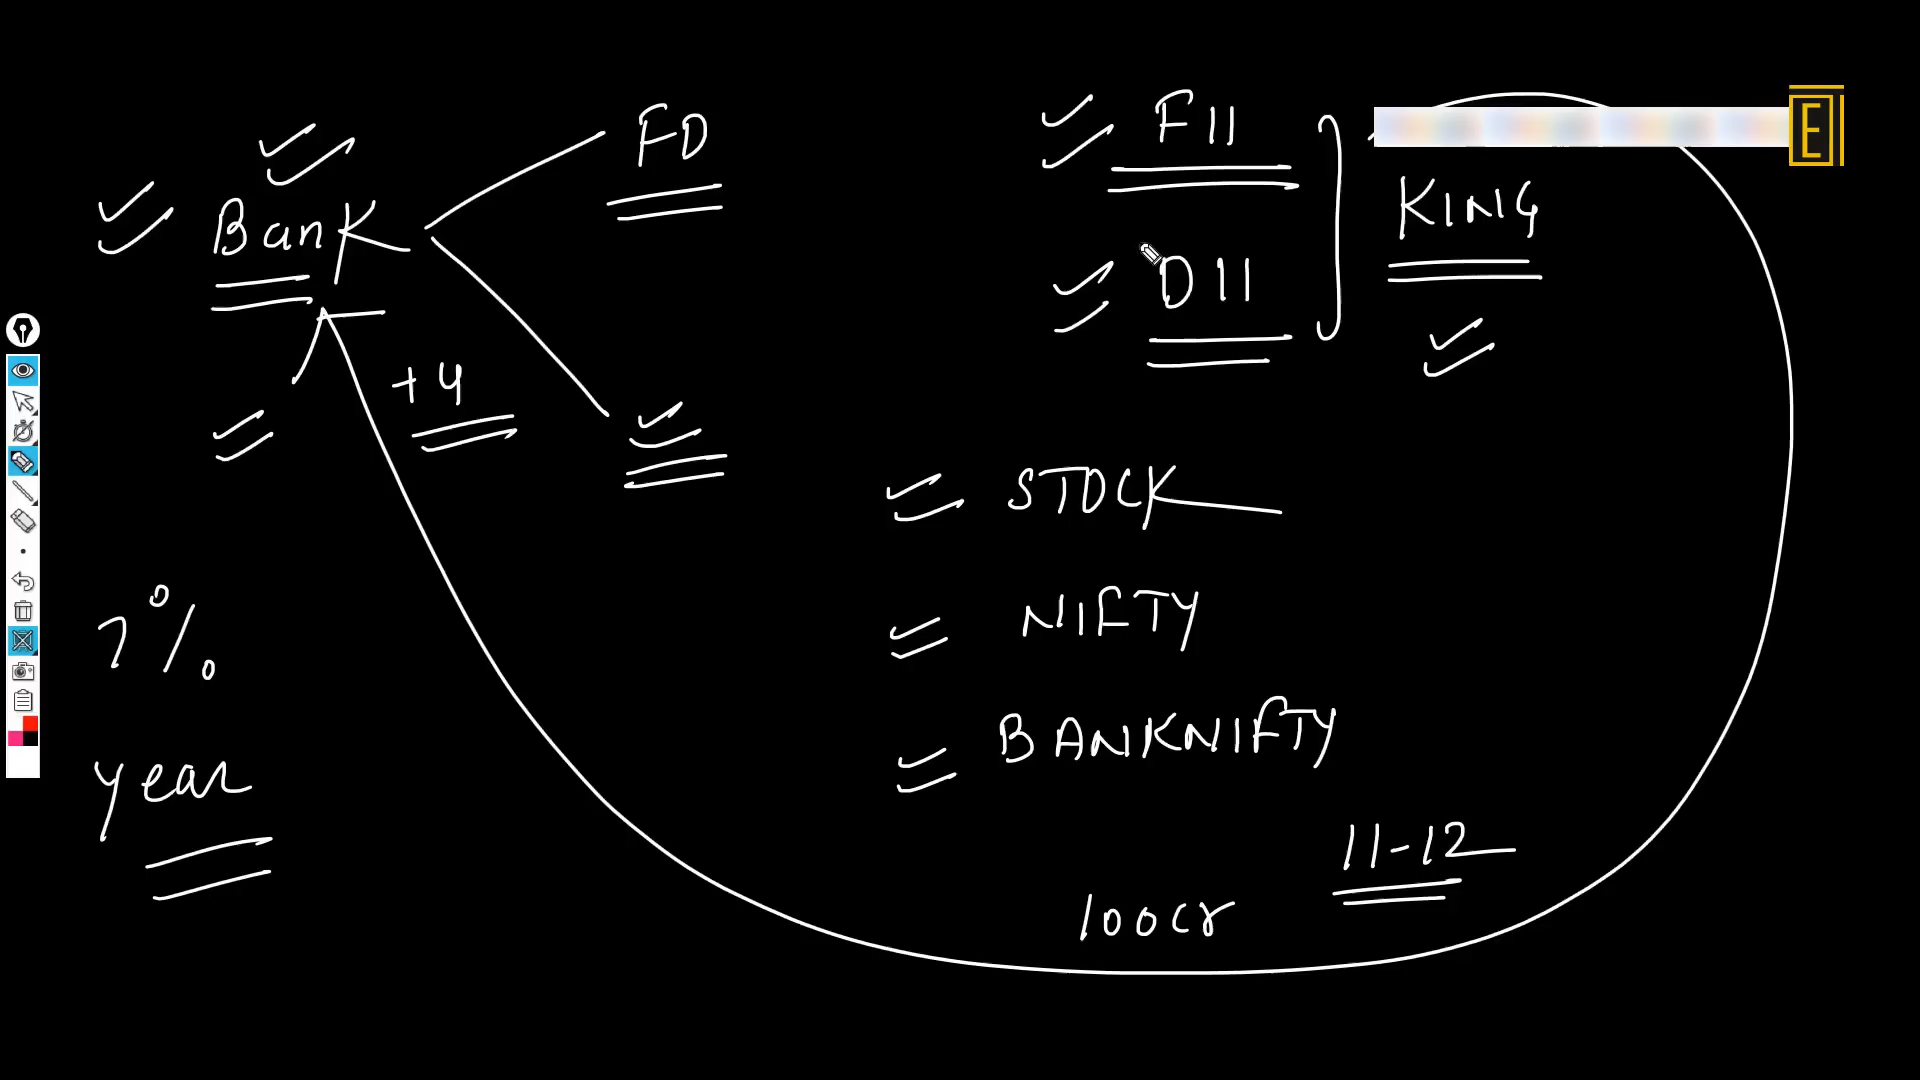 Bank
FD
+4
7%
year
FII
DII
KING
STOCK
NIFTY
BANKNIFTY
11-12
100cr
E